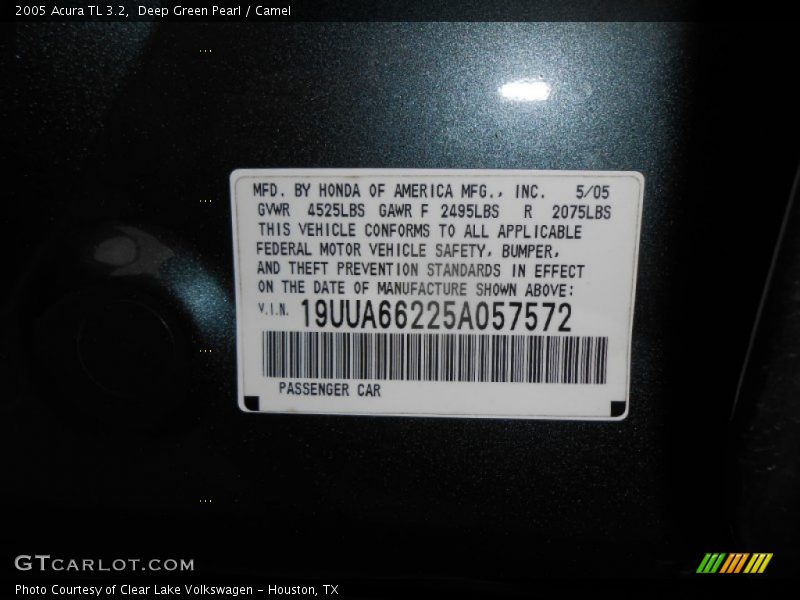 2005 Acura TL 3.2,  Deep Green Pearl / Camel
MFD. BY HONDA OF AMERICA MFG., INC. 5/05
GVWR 4525LBS GAWR F 2495LBS R 2075LBS
THIS VEHICLE CONFORMS TO ALL APPLICABLE
FEDERAL MOTOR VEHICLE SAFETY, BUMPER,
AND THEFT PREVENTION STANDARDS IN EFFECT
ON THE DATE OF MANUFACTURE SHOWN ABOVE:
V.I.N. 19UUA66225A057572
PASSENGER CAR
GTCARLOT.COM
Photo Courtesy of Clear Lake Volkswagen - Houston, TX